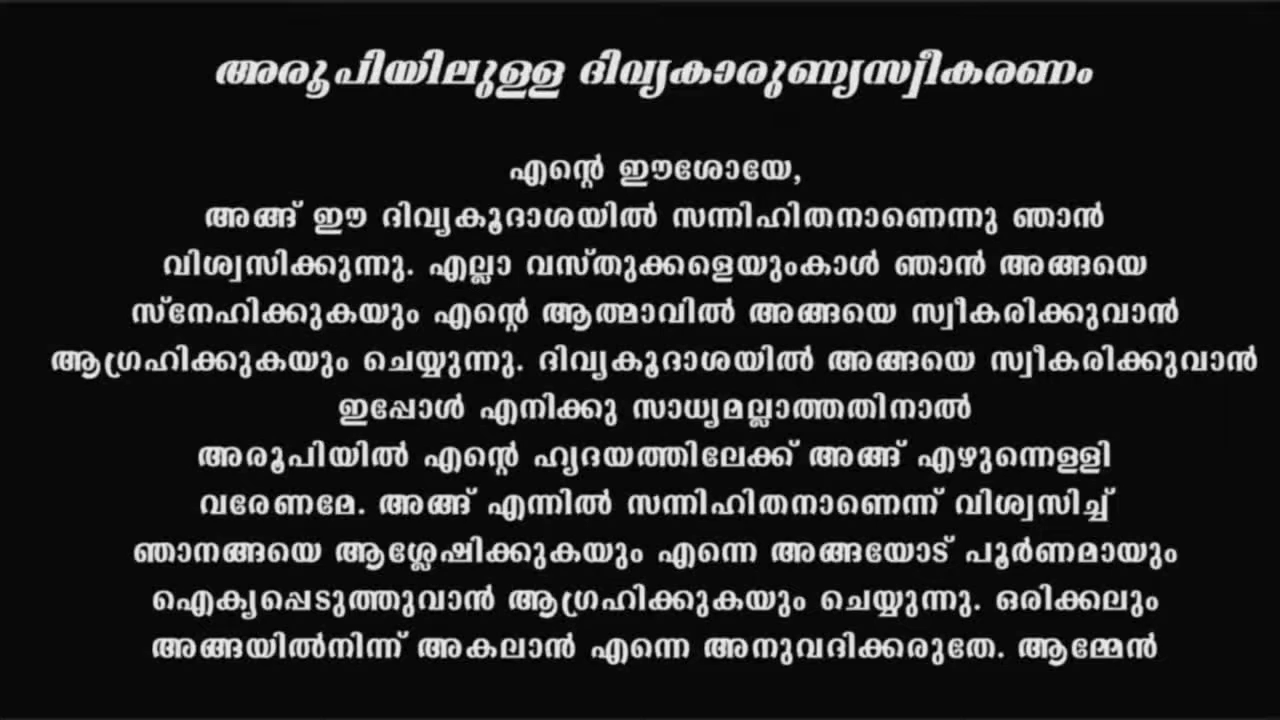 അരൂപിയിലുള്ള ദിവ്യകാരുണ്യസ്വീകരണം
എന്റെ ഈശോയേ,
അങ്ങ് ഈ ദിവ്യകൂദാശയിൽ സന്നിഹിതനാണെന്നു ഞാൻ
വിശ്വസിക്കുന്നു. എല്ലാ വസ്തുക്കളെയുംകാൾ ഞാൻ അങ്ങയെ
സ്നേഹിക്കുകയും എന്റെ ആത്മാവിൽ അങ്ങയെ സ്വീകരിക്കുവാൻ
ആഗ്രഹിക്കുകയും ചെയ്യുന്നു. ദിവ്യകൂദാശയിൽ അങ്ങയെ സ്വീകരിക്കുവാൻ
ഇപ്പോൾ എനിക്കു സാധ്യമല്ലാത്തതിനാൽ
അരൂപിയിൽ എന്റെ ഹൃദയത്തിലേക്ക് അങ്ങ് എഴുന്നെള്ളി
വരേണമേ. അങ്ങ് എന്നിൽ സന്നിഹിതനാണെന്ന് വിശ്വസിച്ച്
ഞാനങ്ങയെ ആശ്ലേഷിക്കുകയും എന്നെ അങ്ങയോട് പൂർണമായും
ഐക്യപ്പെടുത്തുവാൻ ആഗ്രഹിക്കുകയും ചെയ്യുന്നു. ഒരിക്കലും
അങ്ങയിൽനിന്ന് അകലാൻ എന്നെ അനുവദിക്കരുതേ. ആമ്മേൻ